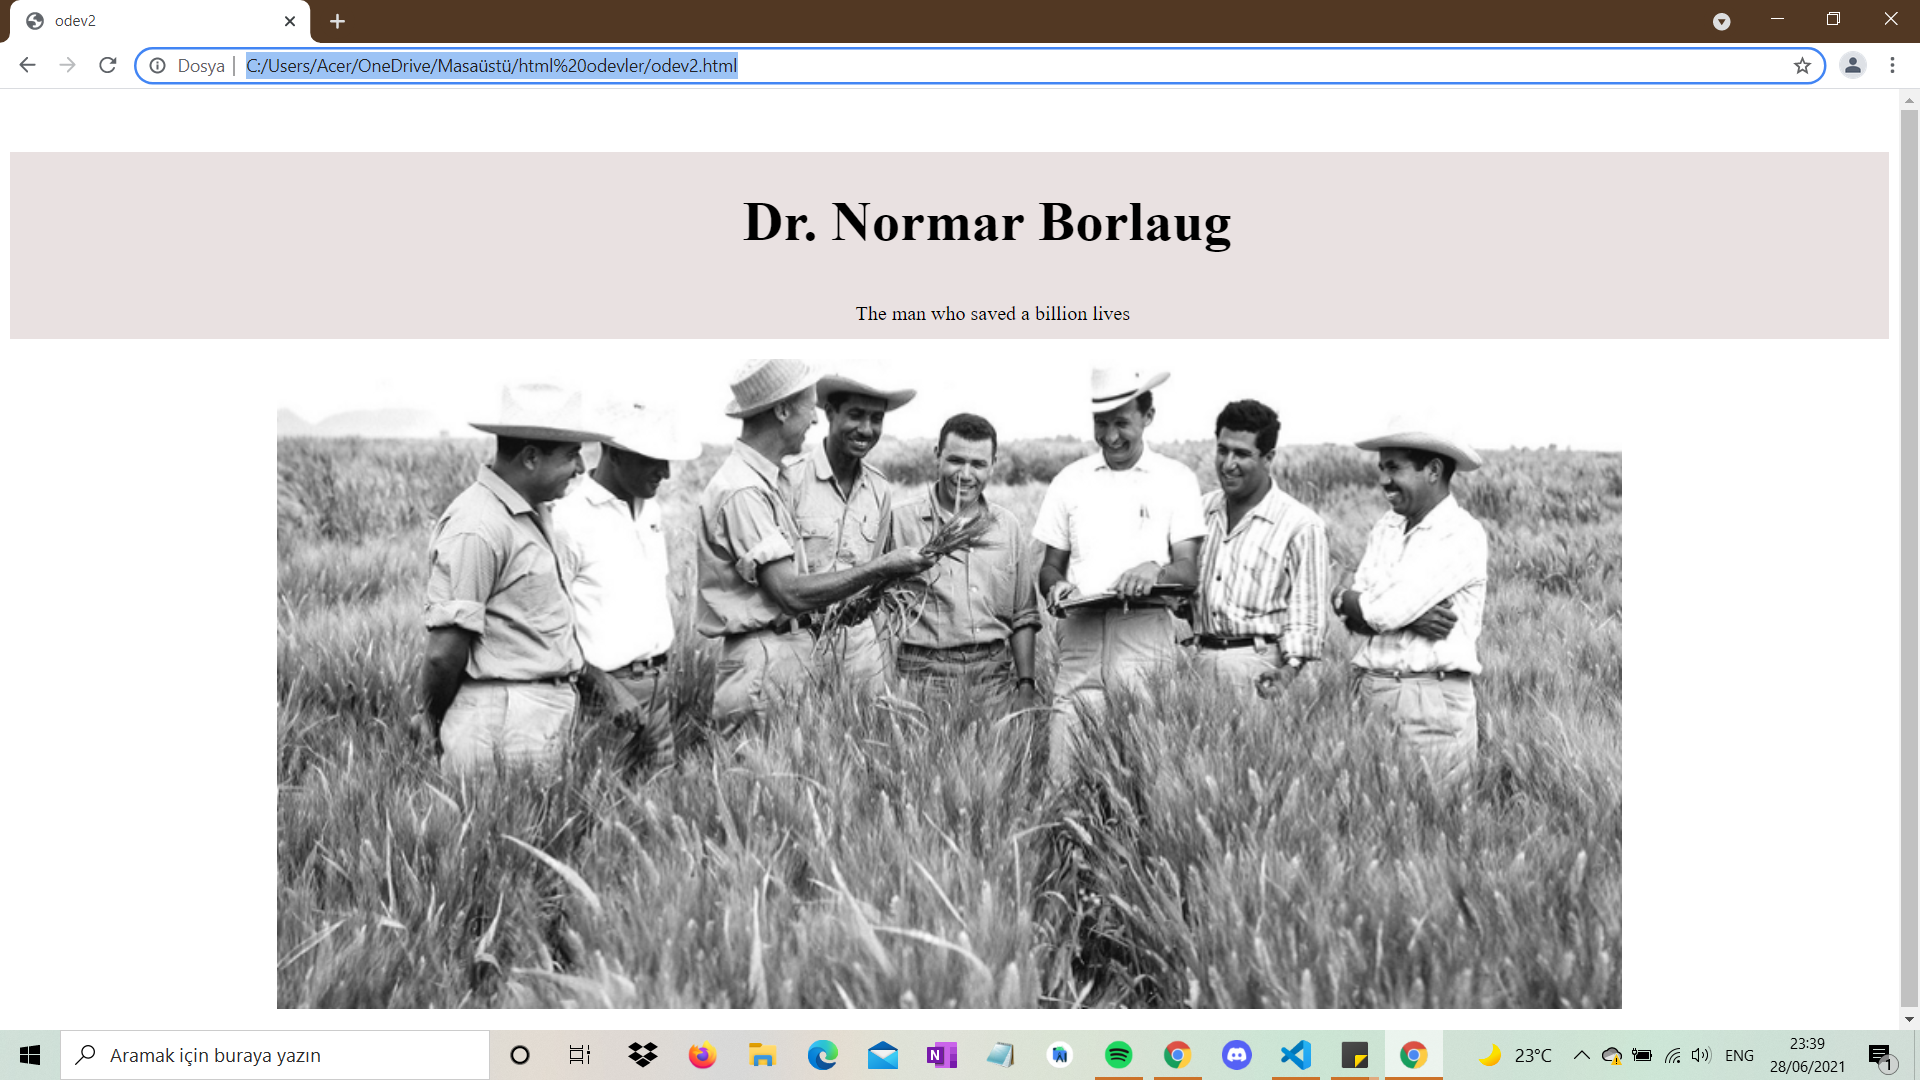 odev2
Dosya | C:/Users/Acer/OneDrive/Masaüstü/html%20odevler/odev2.html
Dr. Normar Borlaug
The man who saved a billion lives
Aramak için buraya yazın
23°C
ENG
23:39
28/06/2021
1